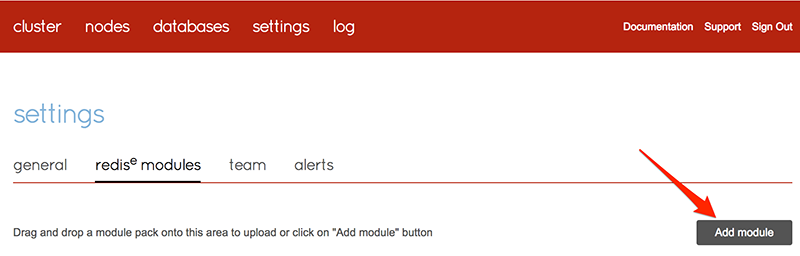 cluster nodes databases settings log Documentation Support Sign Out
settings
general redisᵉ modules team alerts
Drag and drop a module pack onto this area to upload or click on "Add module" button Add module